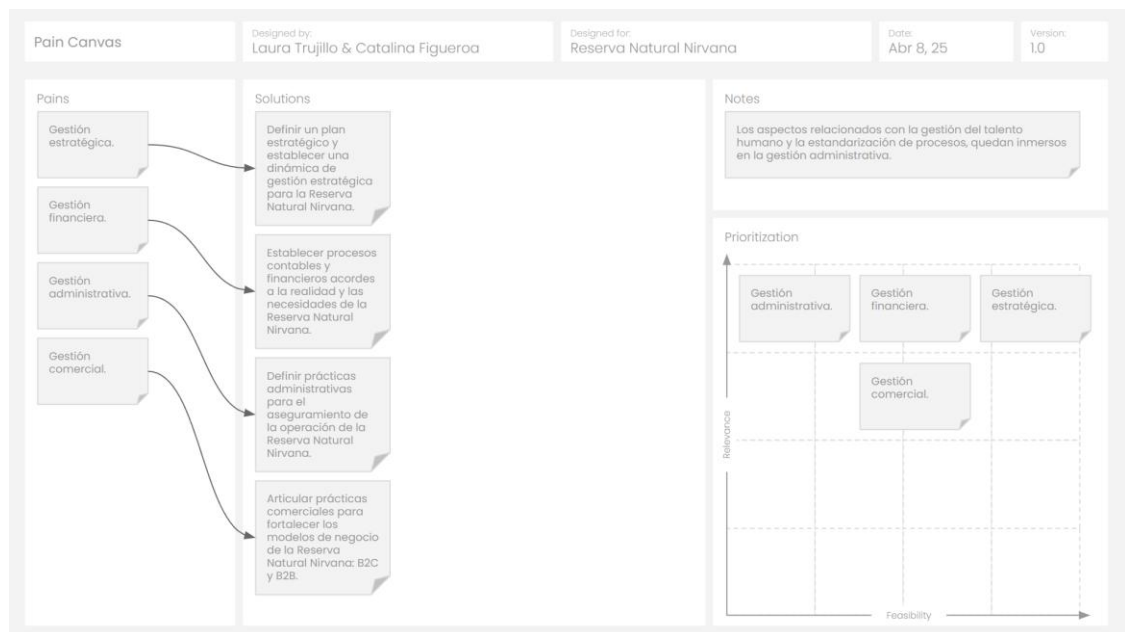 Pain Canvas
Designed by:
Laura Trujillo & Catalina Figueroa
Designed for:
Reserva Natural Nirvana
Date:
Abr 8, 25
Version:
1.0
Pains
Gestión
estratégica.
Gestión
financiera.
Gestión
administrativa.
Gestión
comercial.
Solutions
Definir un plan
estratégico y
establecer una
dinámica de
gestión estratégica
para la Reserva
Natural Nirvana.
Establecer procesos
contables y
financieros acordes
a la realidad y las
necesidades de la
Reserva Natural
Nirvana.
Definir prácticas
administrativas
para el
aseguramiento de
la operación de la
Reserva Natural
Nirvana.
Articular prácticas
comerciales para
fortalecer los
modelos de negocio
de la Reserva
Natural Nirvana: B2C
y B2B.
Notes
Los aspectos relacionados con la gestión del talento
humano y la estandarización de procesos, quedan inmersos
en la gestión administrativa.
Prioritization
Gestión
administrativa.
Gestión
financiera.
Gestión
estratégica.
Gestión
comercial.
Relevance
Feasibility